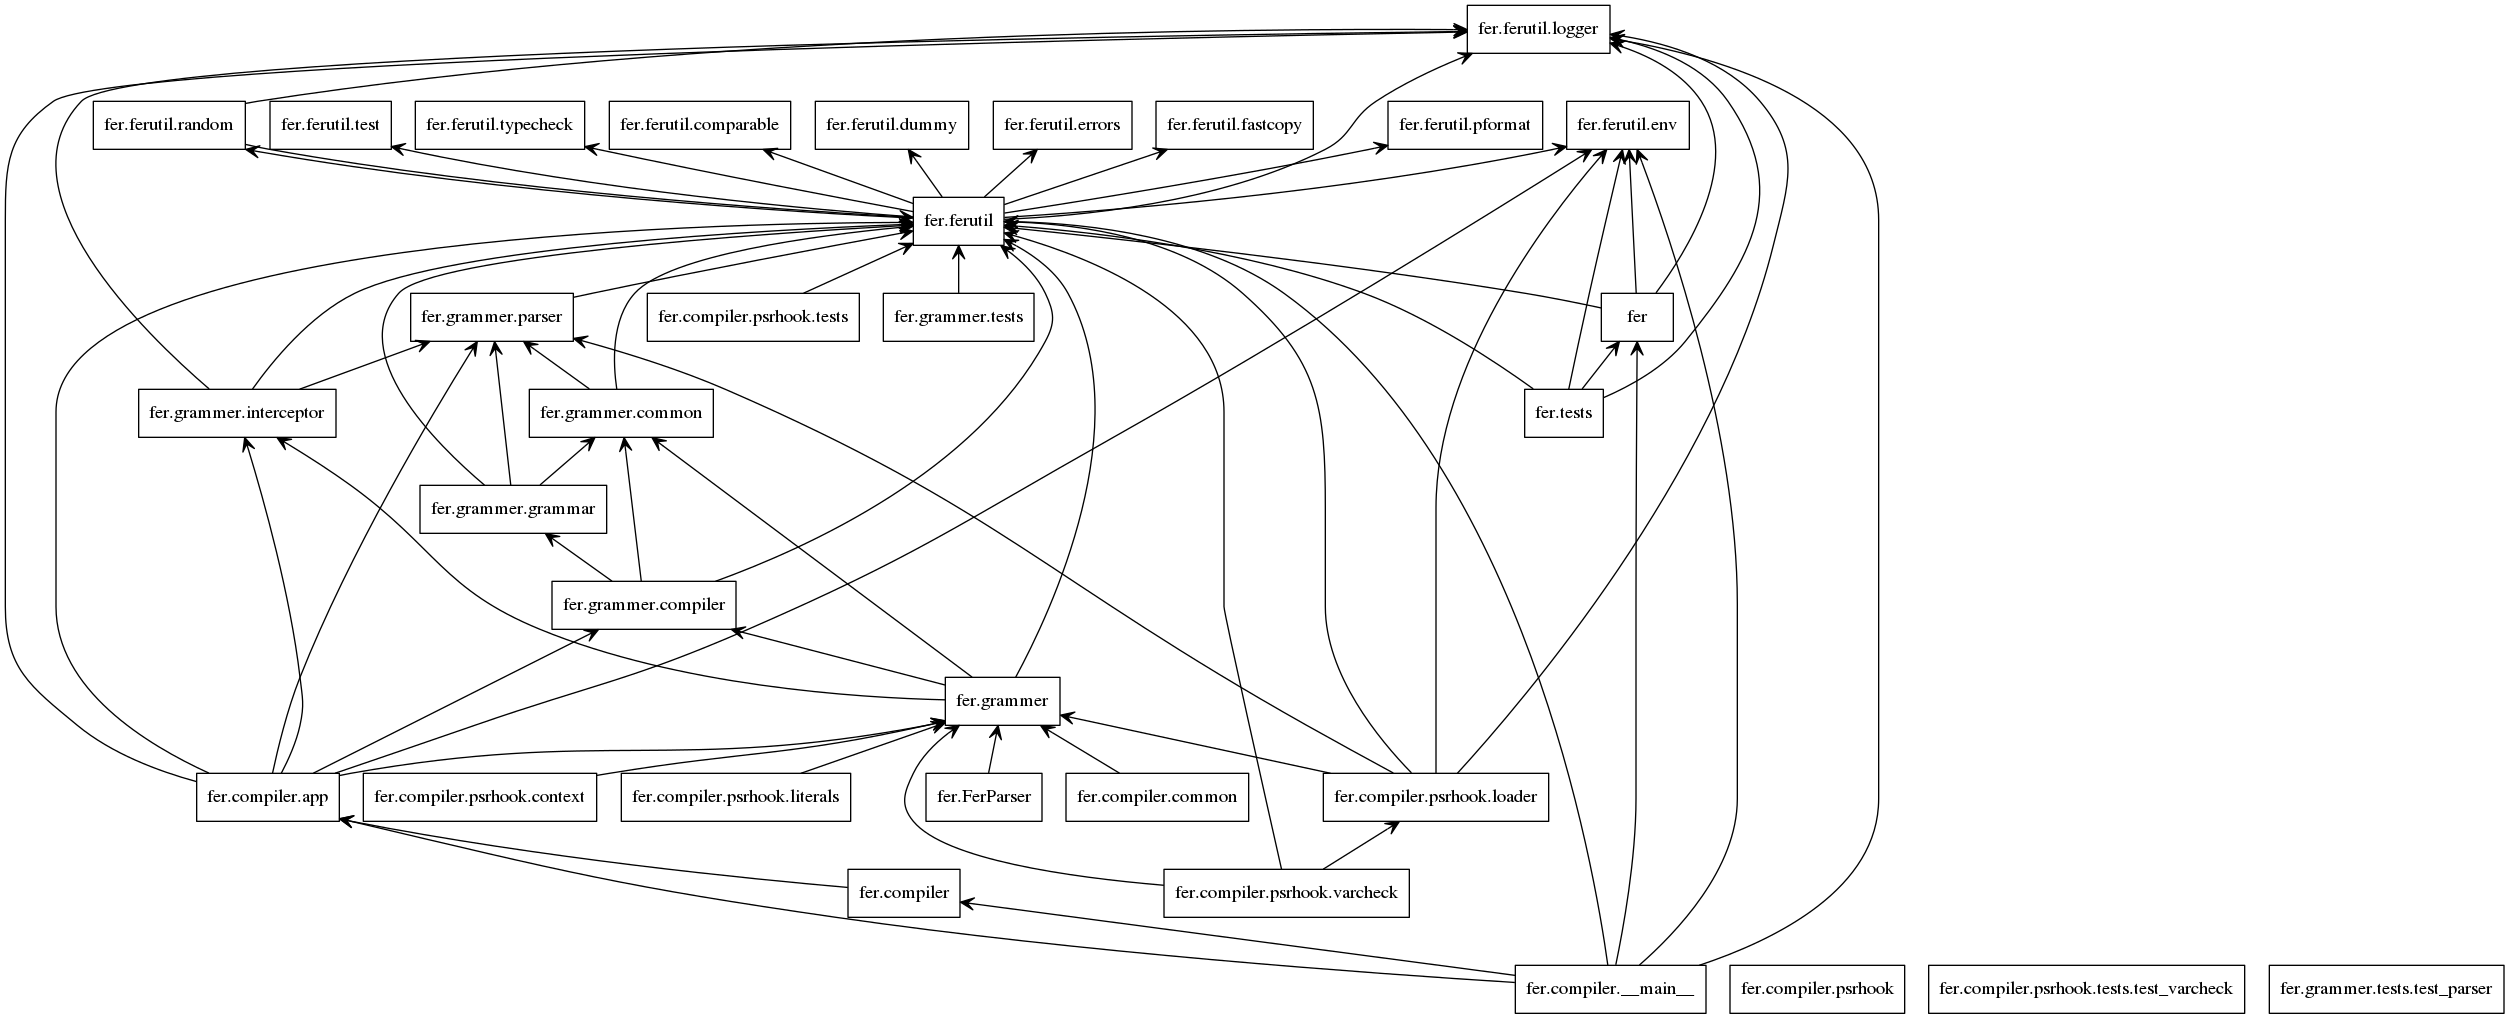 fer.ferutil.logger
fer.ferutil.random
fer.ferutil.test
fer.ferutil.typecheck
fer.ferutil.comparable
fer.ferutil.dummy
fer.ferutil.errors
fer.ferutil.fastcopy
fer.ferutil.pformat
fer.ferutil.env
fer.ferutil
fer.grammer.parser
fer.compiler.psrhook.tests
fer.grammer.tests
fer
fer.grammer.interceptor
fer.grammer.common
fer.tests
fer.grammer.grammar
fer.grammer.compiler
fer.grammer
fer.compiler.app
fer.compiler.psrhook.context
fer.compiler.psrhook.literals
fer.FerParser
fer.compiler.common
fer.compiler.psrhook.loader
fer.compiler
fer.compiler.psrhook.varcheck
fer.compiler.__main__
fer.compiler.psrhook
fer.compiler.psrhook.tests.test_varcheck
fer.grammer.tests.test_parser